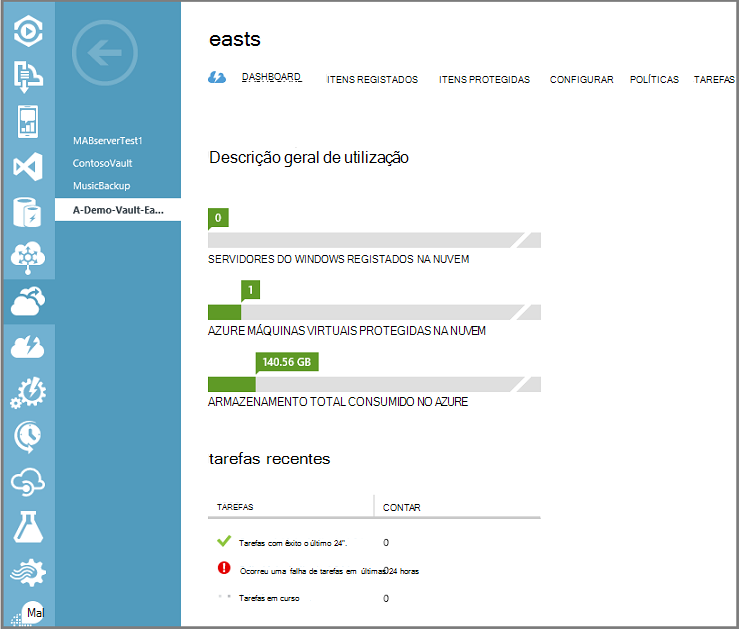 easts
DASHBOARD ITENS REGISTADOS ITENS PROTEGIDAS CONFIGURAR POLÍTICAS TAREFAS
MABserverTest1
ContosoVault
MusicBackup
A-Demo-Vault-Ea...
Descrição geral de utilização
0
SERVIDORES DO WINDOWS REGISTADOS NA NUVEM
1
AZURE MÁQUINAS VIRTUAIS PROTEGIDAS NA NUVEM
140.56 GB
ARMAZENAMENTO TOTAL CONSUMIDO NO AZURE
tarefas recentes
TAREFAS CONTAR
Tarefas com êxito o último 24". 0
Ocorreu uma falha de tarefas em últimas 24 horas 0
Tarefas em curso 0
Mal